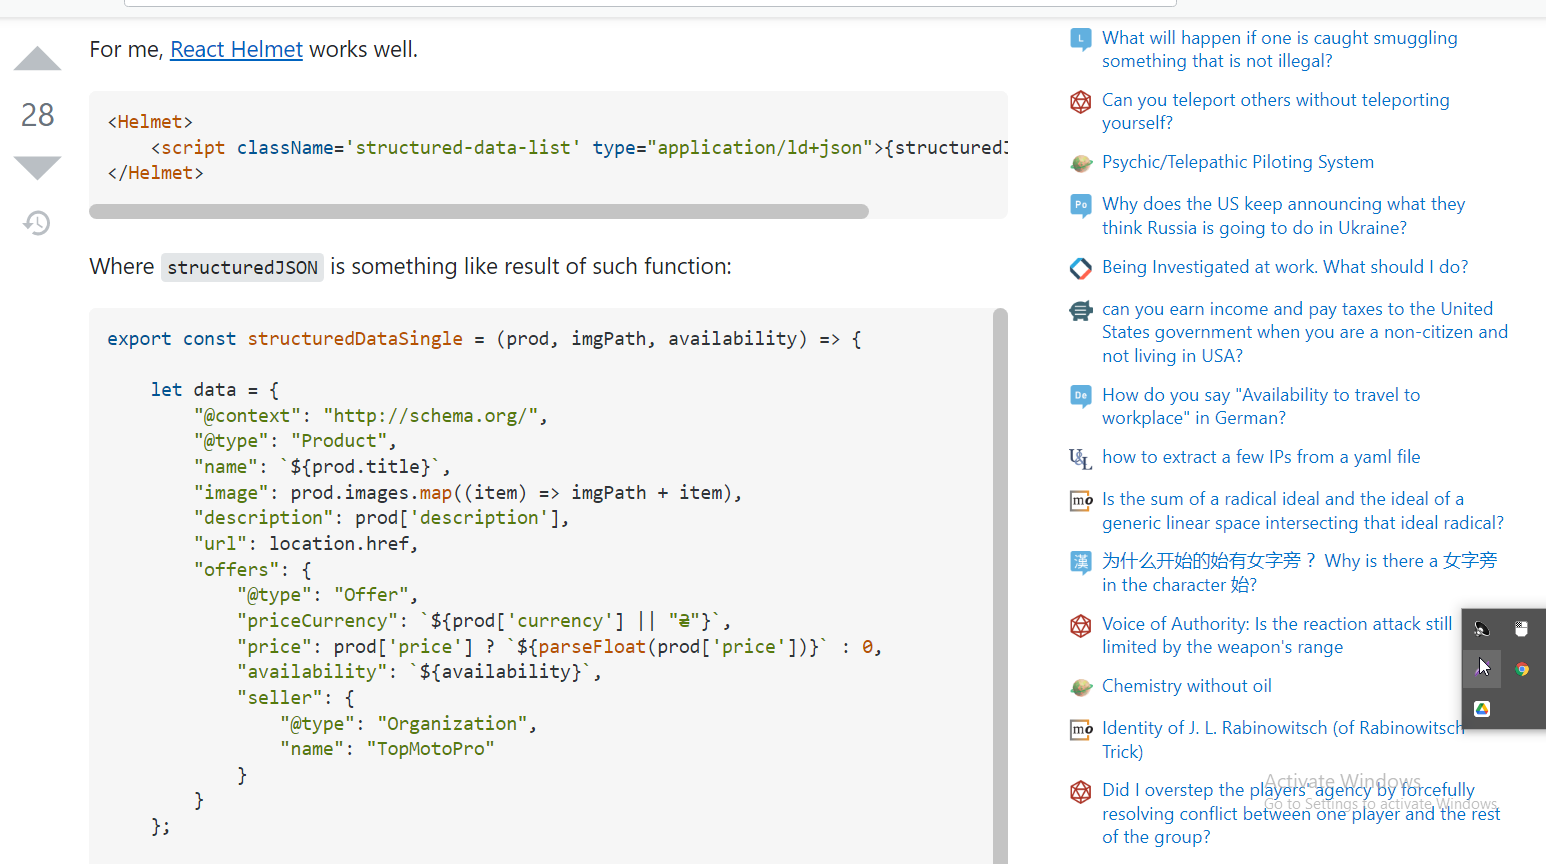 For me, React Helmet works well.
28
<Helmet>
    <script className='structured-data-list' type="application/ld+json">{structuredJ
</Helmet>
Where structuredJSON is something like result of such function:
export const structuredDataSingle = (prod, imgPath, availability) => {
    let data = {
        "@context": "http://schema.org/",
        "@type": "Product",
        "name": `${prod.title}`,
        "image": prod.images.map((item) => imgPath + item),
        "description": prod['description'],
        "url": location.href,
        "offers": {
            "@type": "Offer",
            "priceCurrency": `${prod['currency'] || "₴"}`,
            "price": prod['price'] ? `${parseFloat(prod['price'])}` : 0,
            "availability": `${availability}`,
            "seller": {
                "@type": "Organization",
                "name": "TopMotoPro"
            }
        }
    };
L
What will happen if one is caught smuggling
something that is not illegal?
Can you teleport others without teleporting
yourself?
Psychic/Telepathic Piloting System
Po
Why does the US keep announcing what they
think Russia is going to do in Ukraine?
Being Investigated at work. What should I do?
can you earn income and pay taxes to the United
States government when you are a non-citizen and
not living in USA?
De
How do you say "Availability to travel to
workplace" in German?
U&L
how to extract a few IPs from a yaml file
mo
Is the sum of a radical ideal and the ideal of a
generic linear space intersecting that ideal radical?
漢
为什么开始的始有女字旁？ Why is there a 女字旁
in the character 始?
Voice of Authority: Is the reaction attack still
limited by the weapon's range
Chemistry without oil
mo
Identity of J. L. Rabinowitsch (of Rabinowitsch
Trick)
Did I overstep the players' agency by forcefully
resolving conflict between one player and the rest
of the group?
Activate Windows
Go to Settings to activate Windows.